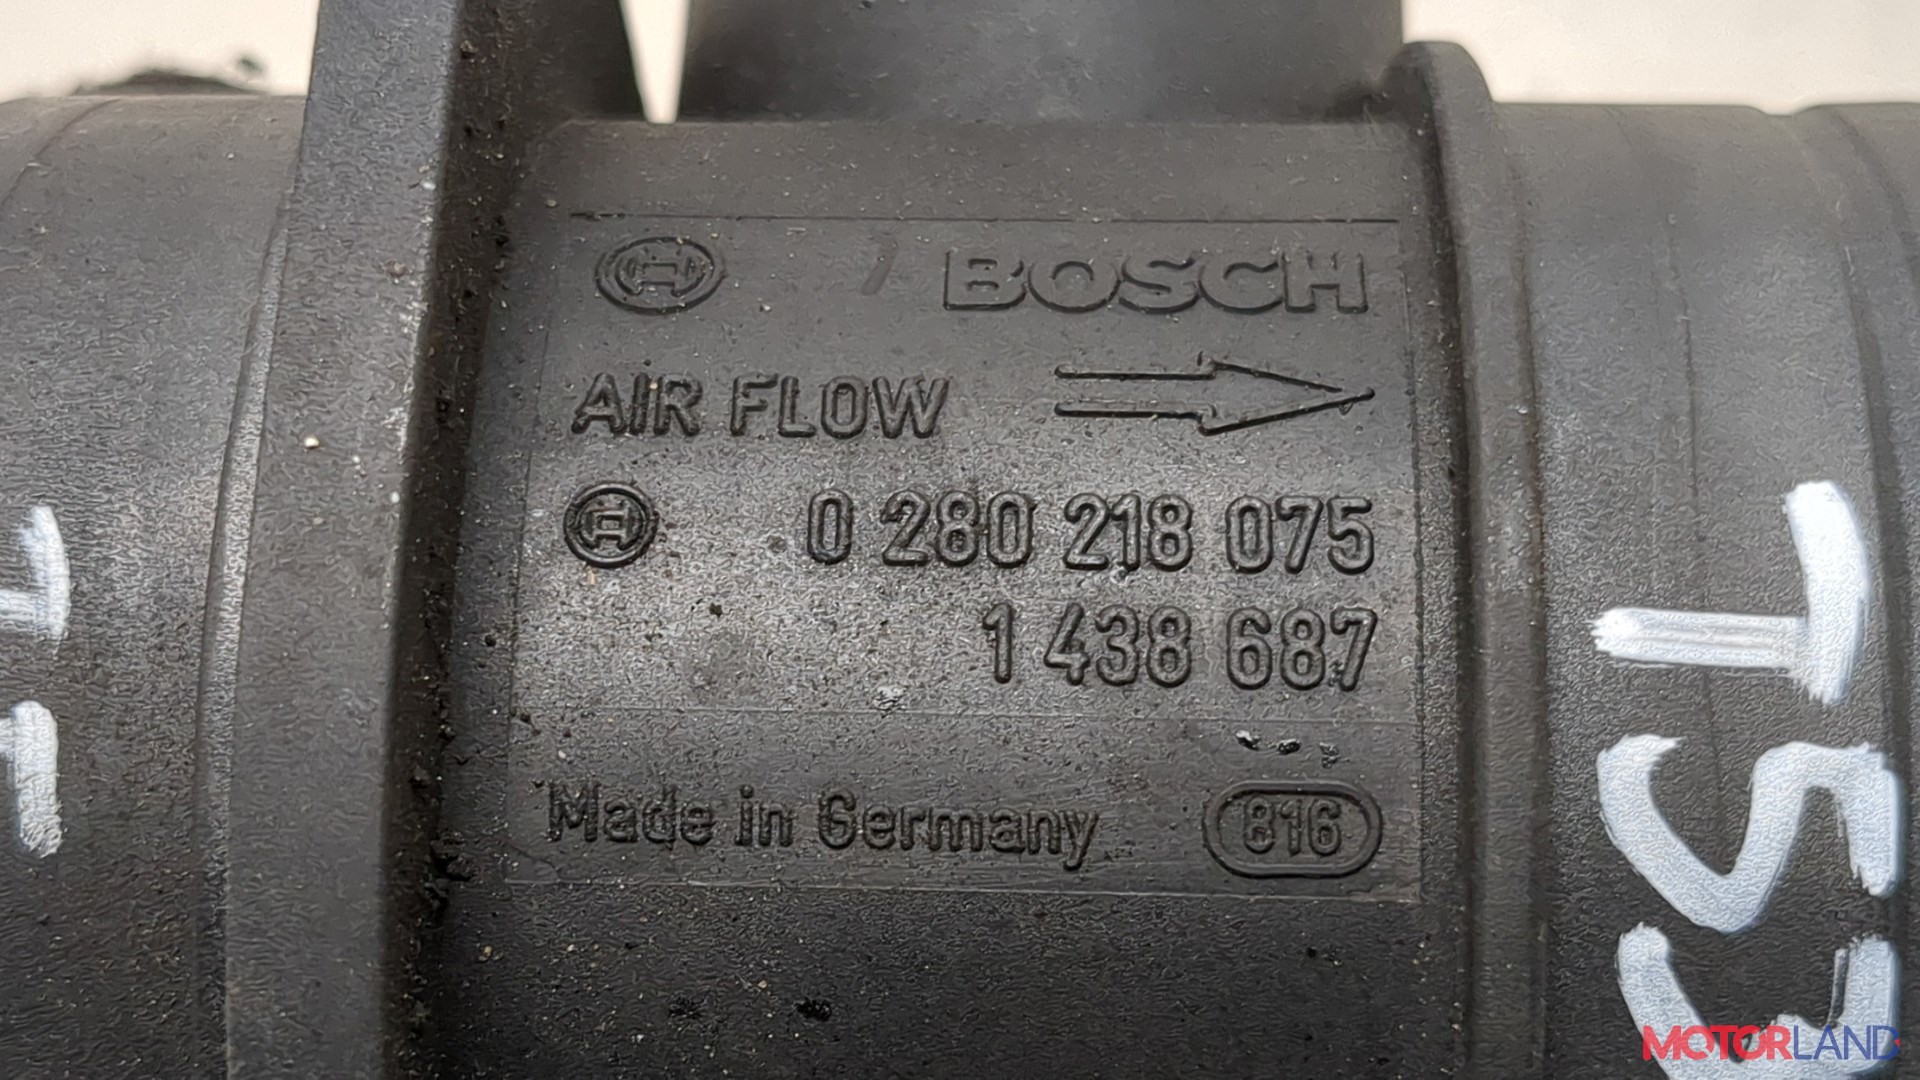 BOSCH
AIR FLOW
0 280 218 075
1 438 687
Made in Germany 816
MOTORLAND